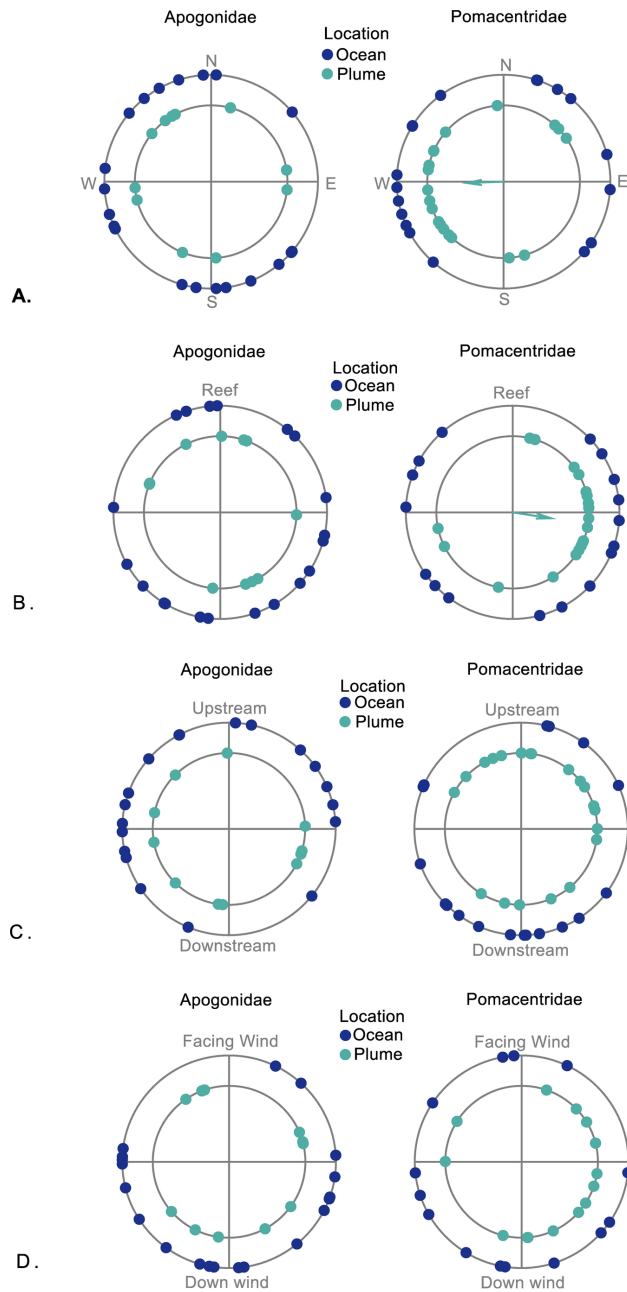 Apogonidae
Pomacentridae
Location
Ocean
Plume
N
N
W
E
W
E
S
S
A.
Apogonidae
Pomacentridae
Location
Ocean
Plume
Reef
Reef
B.
Apogonidae
Pomacentridae
Location
Ocean
Plume
Upstream
Upstream
C.
Downstream
Downstream
Apogonidae
Pomacentridae
Location
Ocean
Plume
Facing Wind
Facing Wind
D.
Down wind
Down wind